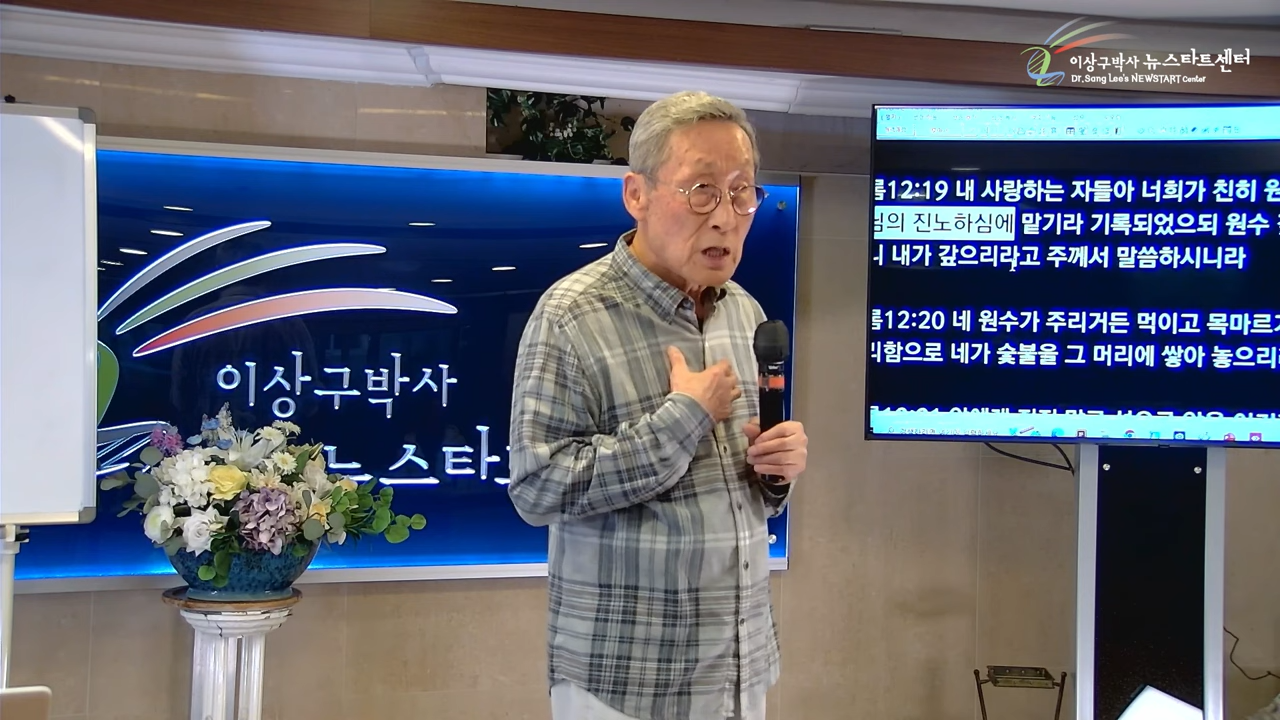 이상구박사 뉴스타트센터
Dr. Sang Lee's NEWSTART Center
이상구박사
뉴스타
롬12:19 내 사랑하는 자들아 너희가 친히 원
님의 진노하심에 맡기라 기록되었으되 원수
니 내가 갚으리라고 주께서 말씀하시니라
롬12:20 네 원수가 주리거든 먹이고 목마르거
리함으로 네가 숯불을 그 머리에 쌓아 놓으리